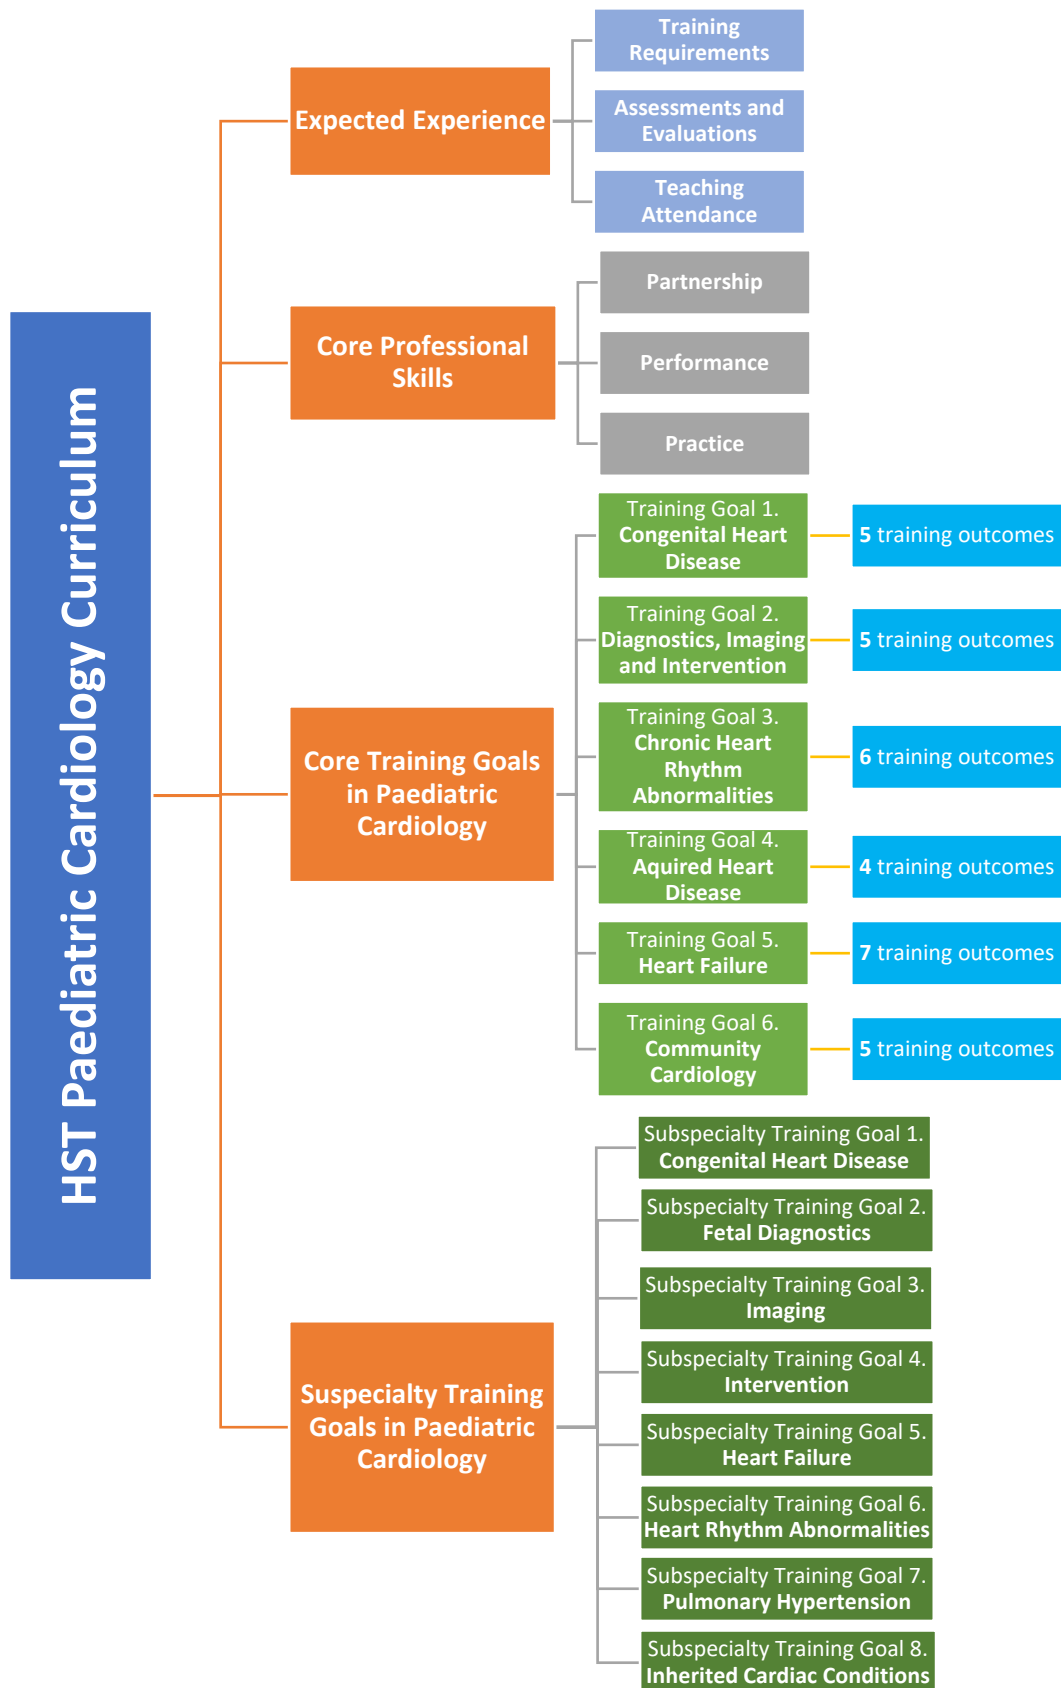 HST Paediatric Cardiology Curriculum
Expected Experience
Training
Requirements
Assessments and
Evaluations
Teaching
Attendance
Core Professional
Skills
Partnership
Performance
Practice
Core Training Goals
in Paediatric
Cardiology
Training Goal 1.
Congenital Heart
Disease
5 training outcomes
Training Goal 2.
Diagnostics, Imaging
and Intervention
5 training outcomes
Training Goal 3.
Chronic Heart
Rhythm
Abnormalities
6 training outcomes
Training Goal 4.
Aquired Heart
Disease
4 training outcomes
Training Goal 5.
Heart Failure
7 training outcomes
Training Goal 6.
Community
Cardiology
5 training outcomes
Suspecialty Training
Goals in Paediatric
Cardiology
Subspecialty Training Goal 1.
Congenital Heart Disease
Subspecialty Training Goal 2.
Fetal Diagnostics
Subspecialty Training Goal 3.
Imaging
Subspecialty Training Goal 4.
Intervention
Subspecialty Training Goal 5.
Heart Failure
Subspecialty Training Goal 6.
Heart Rhythm Abnormalities
Subspecialty Training Goal 7.
Pulmonary Hypertension
Subspecialty Training Goal 8.
Inherited Cardiac Conditions